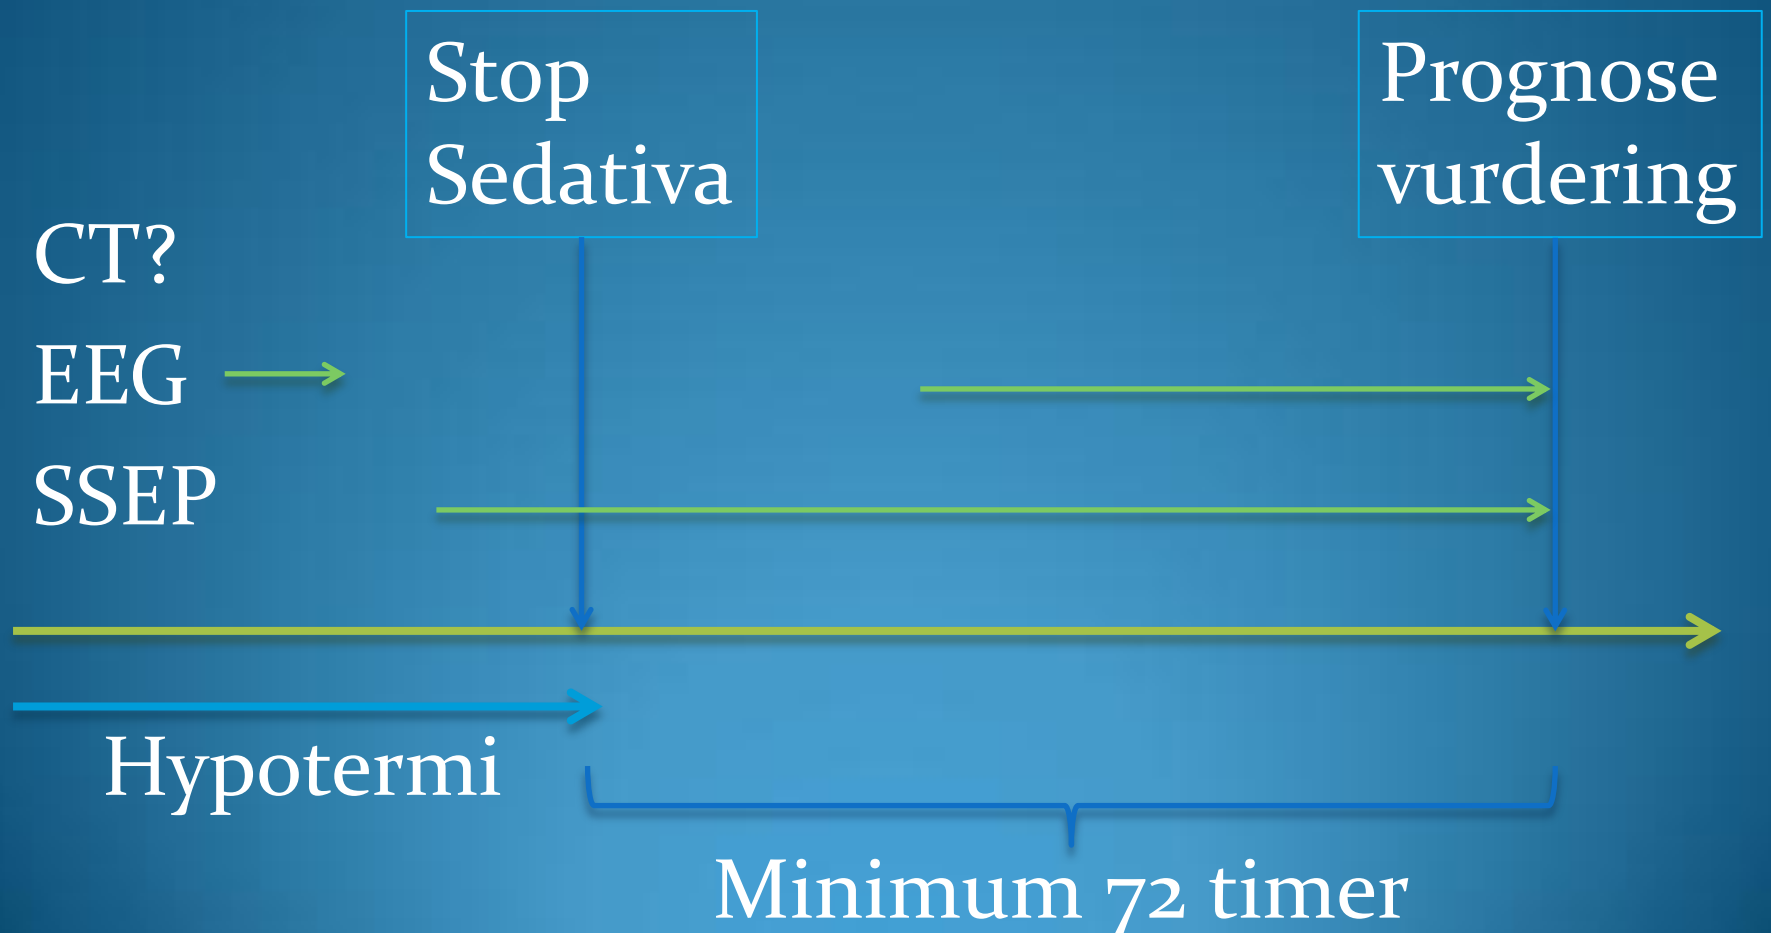 Stop
Sedativa
Prognose
vurdering
CT?
EEG
SSEP
Hypotermi
Minimum 72 timer